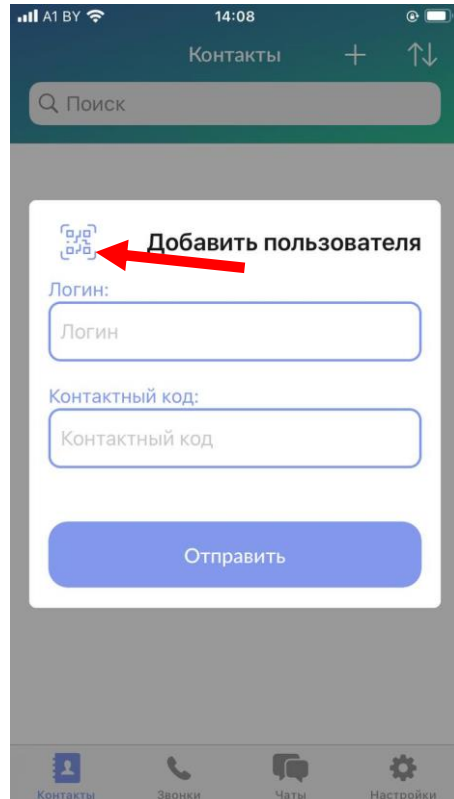 A1 BY 14:08
Контакты
Поиск
Добавить пользователя
Логин:
Логин
Контактный код:
Контактный код
Отправить
Контакты Звонки Чаты Настройки